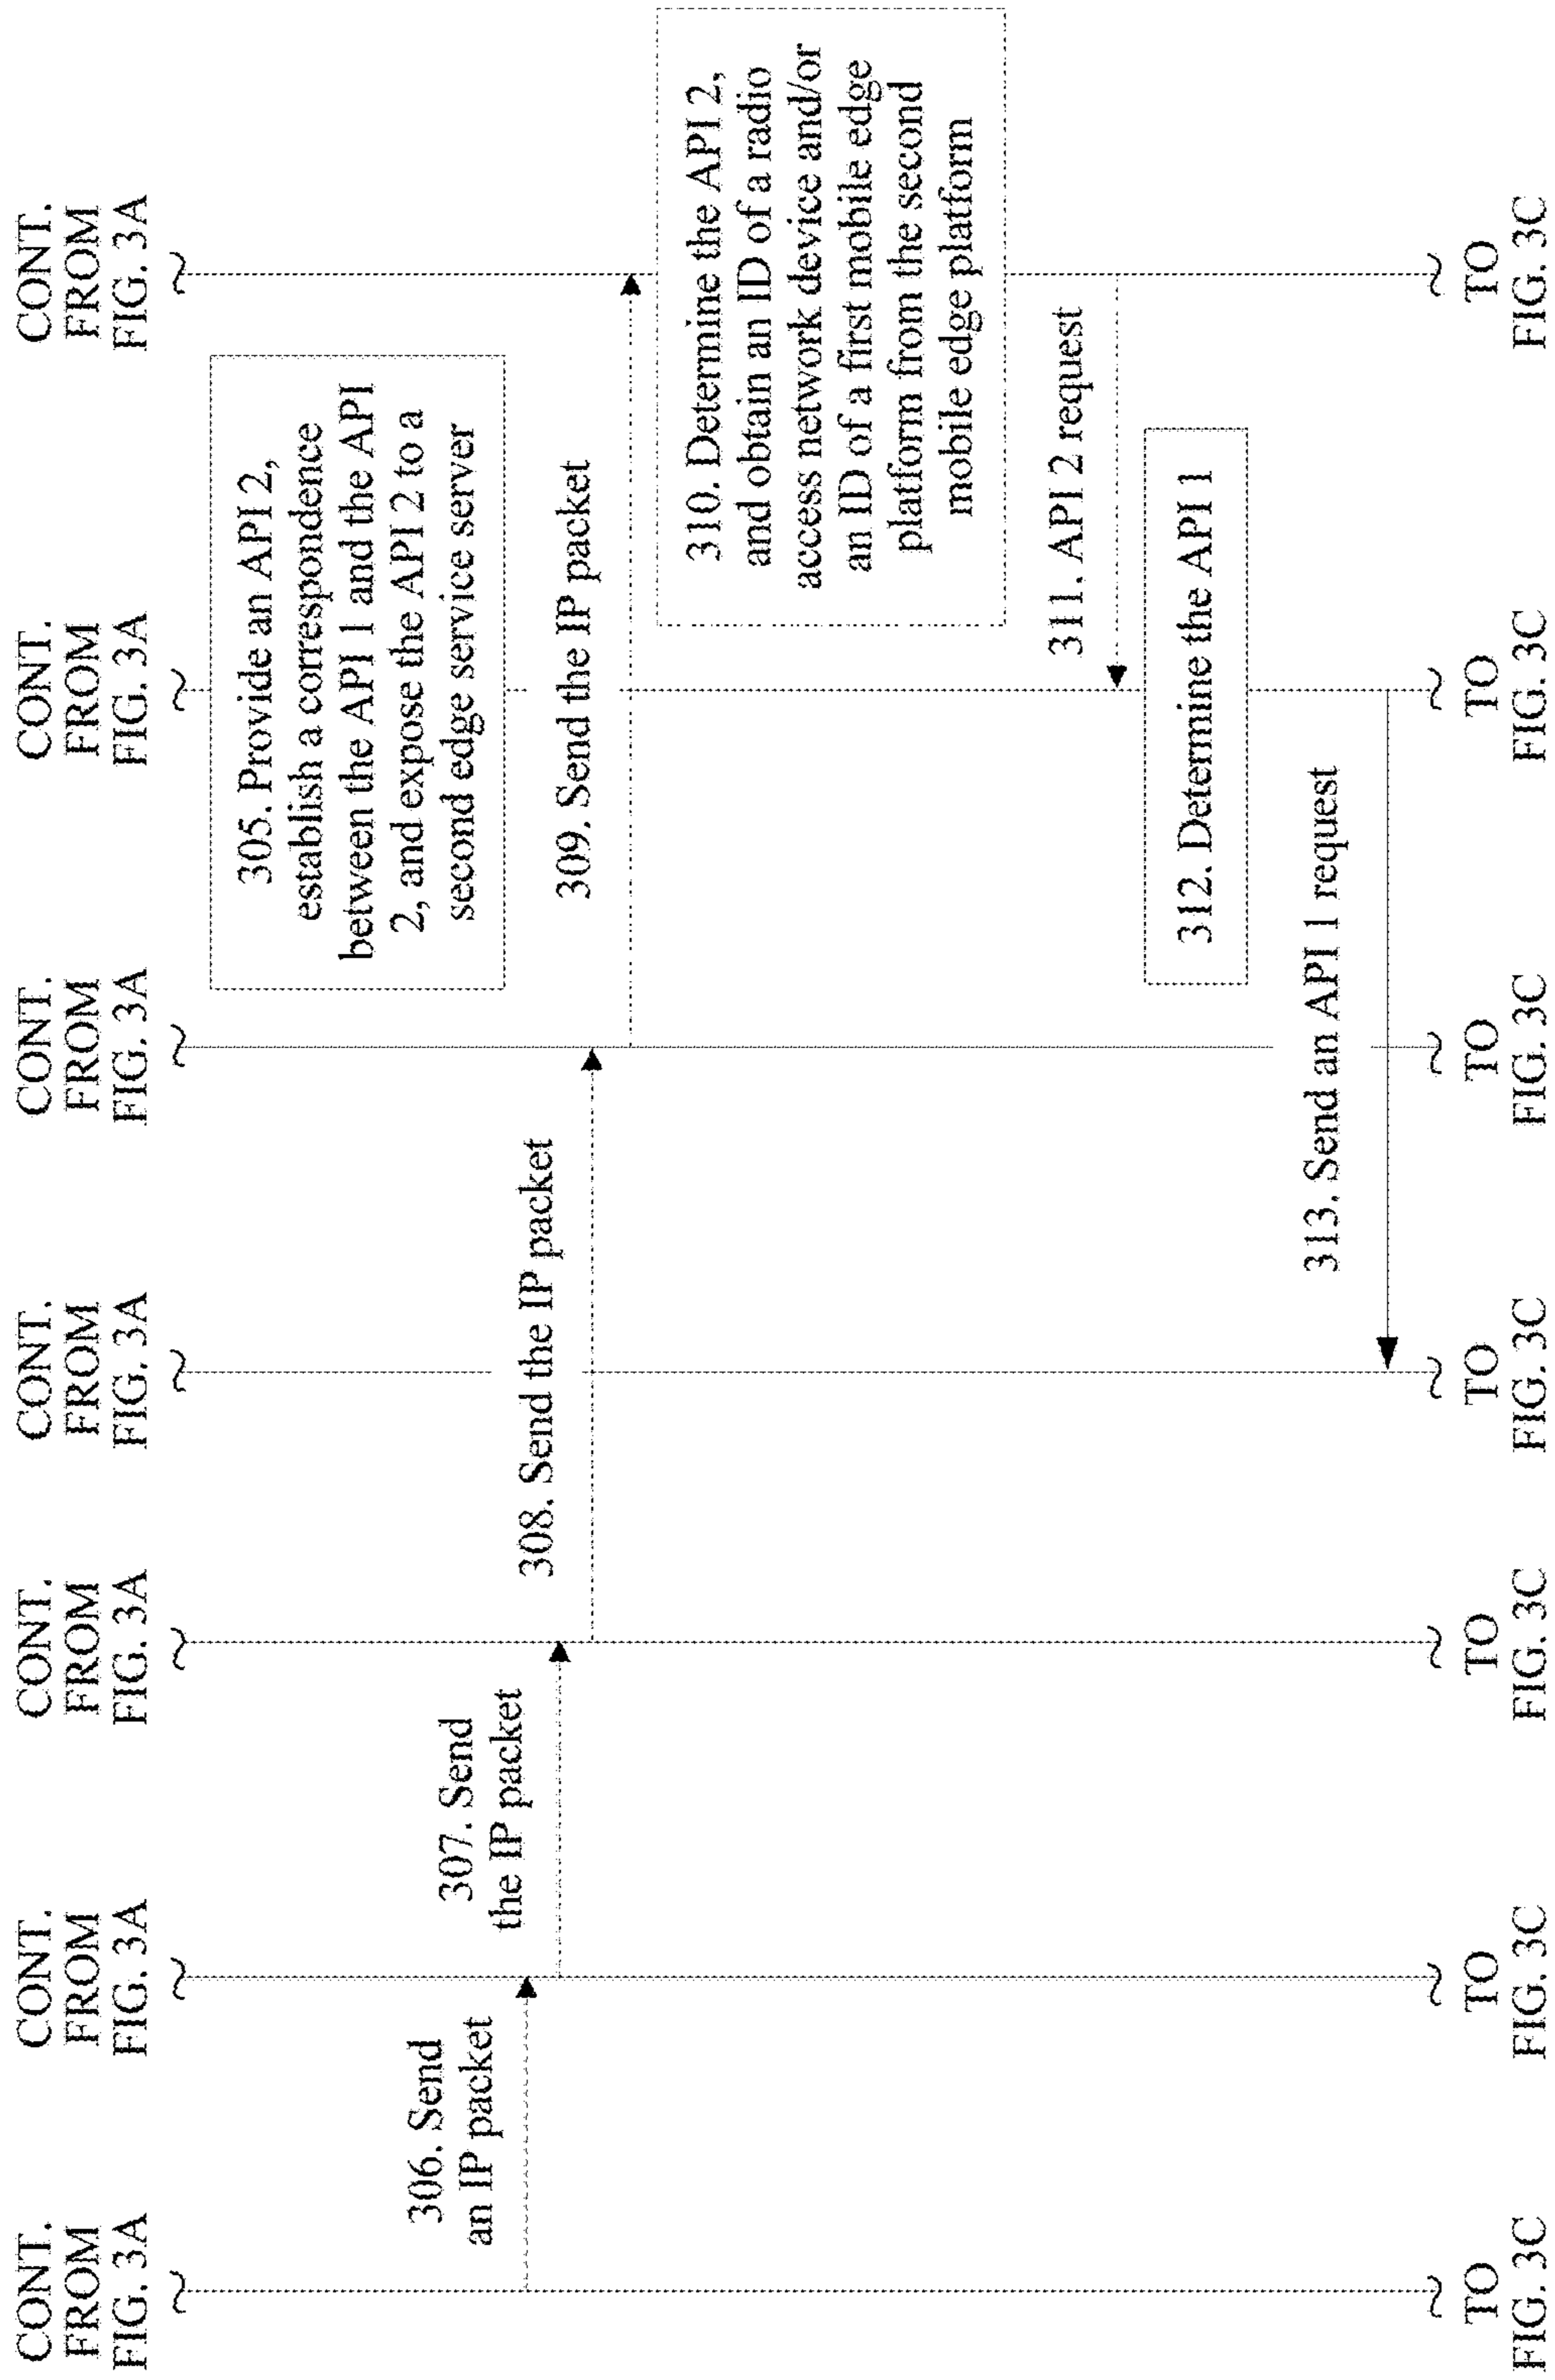 CONT.
FROM
FIG. 3A
CONT.
FROM
FIG. 3A
CONT.
FROM
FIG. 3A
CONT.
FROM
FIG. 3A
CONT.
FROM
FIG. 3A
CONT.
FROM
FIG. 3A
CONT.
FROM
FIG. 3A
305. Provide an API 2,
establish a correspondence
between the API 1 and the API
2, and expose the API 2 to a
second edge service server
306. Send
an IP packet
307. Send
the IP packet
308. Send the IP packet
309. Send the IP packet
310. Determine the API 2,
and obtain an ID of a radio
access network device and/or
an ID of a first mobile edge
platform from the second
mobile edge platform
311. API 2 request
312. Determine the API 1
313. Send an API 1 request
TO
FIG. 3C
TO
FIG. 3C
TO
FIG. 3C
TO
FIG. 3C
TO
FIG. 3C
TO
FIG. 3C
TO
FIG. 3C